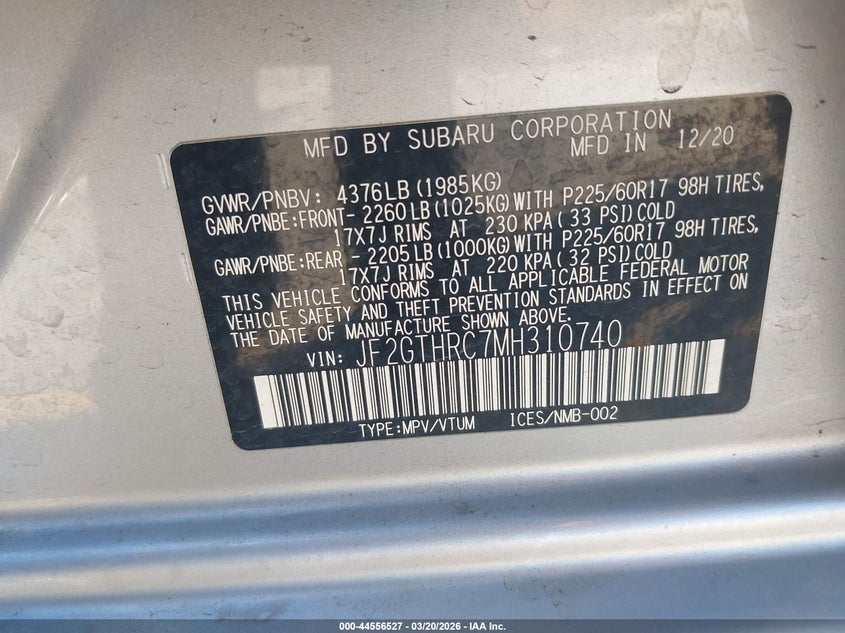 MFD BY SUBARU CORPORATION
MFD IN 12/20
GVWR/PNBV: 4376LB(1985KG)
GAWR/PNBE:FRONT- 2260LB(1025KG)WITH P225/60R17 98H TIRES,
17X7J RIMS AT 230 KPA(33 PSI)COLD
GAWR/PNBE:REAR - 2205LB(1000KG)WITH P225/60R17 98H TIRES,
17X7J RIMS AT 220 KPA(32 PSI)COLD
THIS VEHICLE CONFORMS TO ALL APPLICABLE FEDERAL MOTOR
VEHICLE SAFETY AND THEFT PREVENTION STANDARDS IN EFFECT ON
THE DATE OF MANUFACTURE SHOWN ABOVE.
VIN: JF2GTHRC7MH310740
TYPE:MPV/VTUM ICES/NMB-002
000-44556527 - 03/20/2026 - IAA Inc.